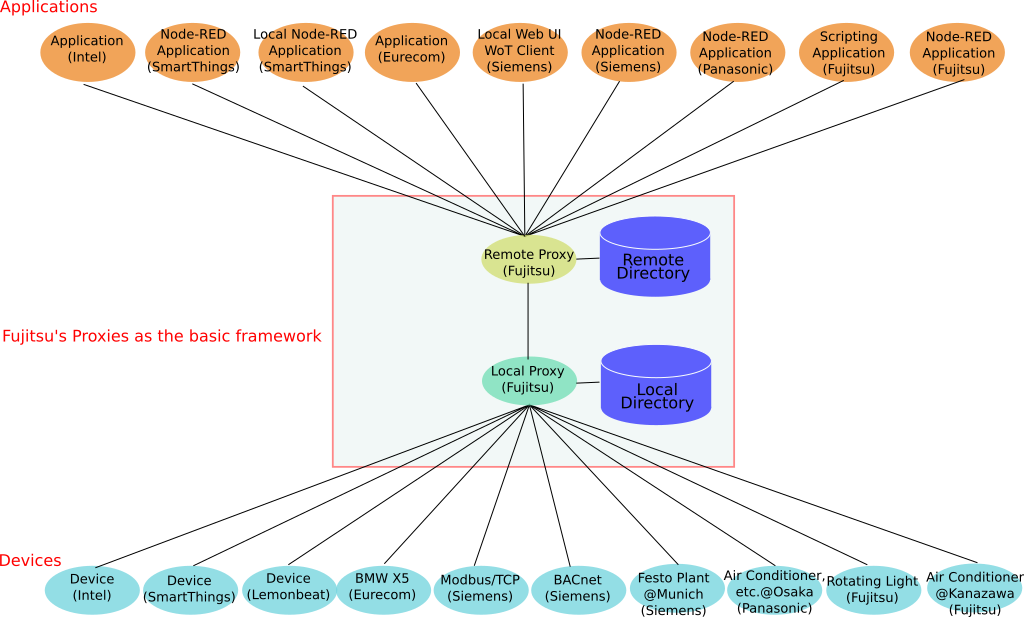 Applications
Application
(Intel)
Node-RED
Application
(SmartThings)
Local Node-RED
Application
(SmartThings)
Application
(Eurecom)
Local Web UI
WoT Client
(Siemens)
Node-RED
Application
(Siemens)
Node-RED
Application
(Panasonic)
Scripting
Application
(Fujitsu)
Node-RED
Application
(Fujitsu)
Remote Proxy
(Fujitsu)
Remote
Directory
Fujitsu's Proxies as the basic framework
Local Proxy
(Fujitsu)
Local
Directory
Devices
Device
(Intel)
Device
(SmartThings)
Device
(Lemonbeat)
BMW X5
(Eurecom)
Modbus/TCP
(Siemens)
BACnet
(Siemens)
Festo Plant
@Munich
(Siemens)
Air Conditioner,
etc.@Osaka
(Panasonic)
Rotating Light
(Fujitsu)
Air Conditioner
@Kanazawa
(Fujitsu)